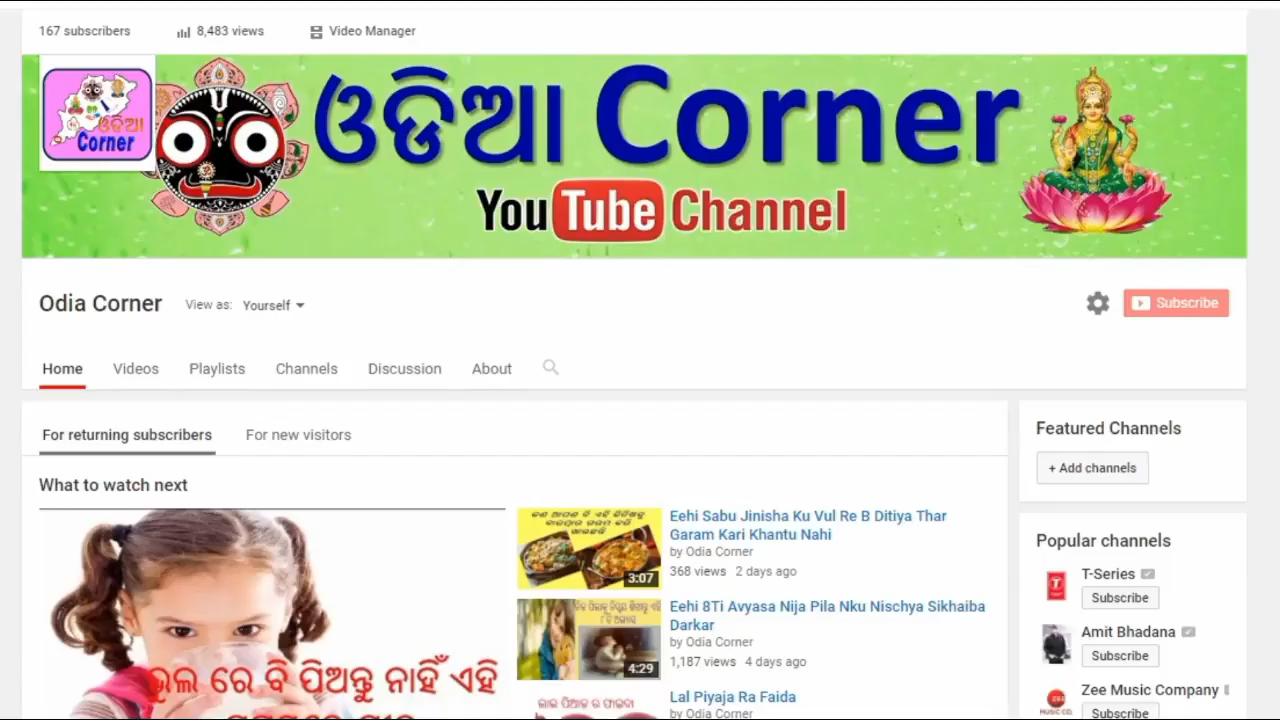 167 subscribers
8,483 views
Video Manager
ଓଡିଆ Corner
ଓଡିଆ
Corner
YouTube Channel
Odia Corner
View as: Yourself
Subscribe
Home Videos Playlists Channels Discussion About
For returning subscribers For new visitors
What to watch next
ଭୁଲ ରେ ବି ପିଅନ୍ତୁ ନାହିଁ ଏହି
3:07
Eehi Sabu Jinisha Ku Vul Re B Ditiya Thar
Garam Kari Khantu Nahi
by Odia Corner
368 views 2 days ago
4:29
Eehi 8Ti Avyasa Nija Pila Nku Nischya Sikhaiba
Darkar
by Odia Corner
1,187 views 4 days ago
ଲାଲ ପିଆଜ ର ଫାଇଦା
Lal Piyaja Ra Faida
by Odia Corner
Featured Channels
+ Add channels
Popular channels
T-Series
Subscribe
Amit Bhadana
Subscribe
ZEE
MUSIC CO.
Zee Music Company
Subscribe